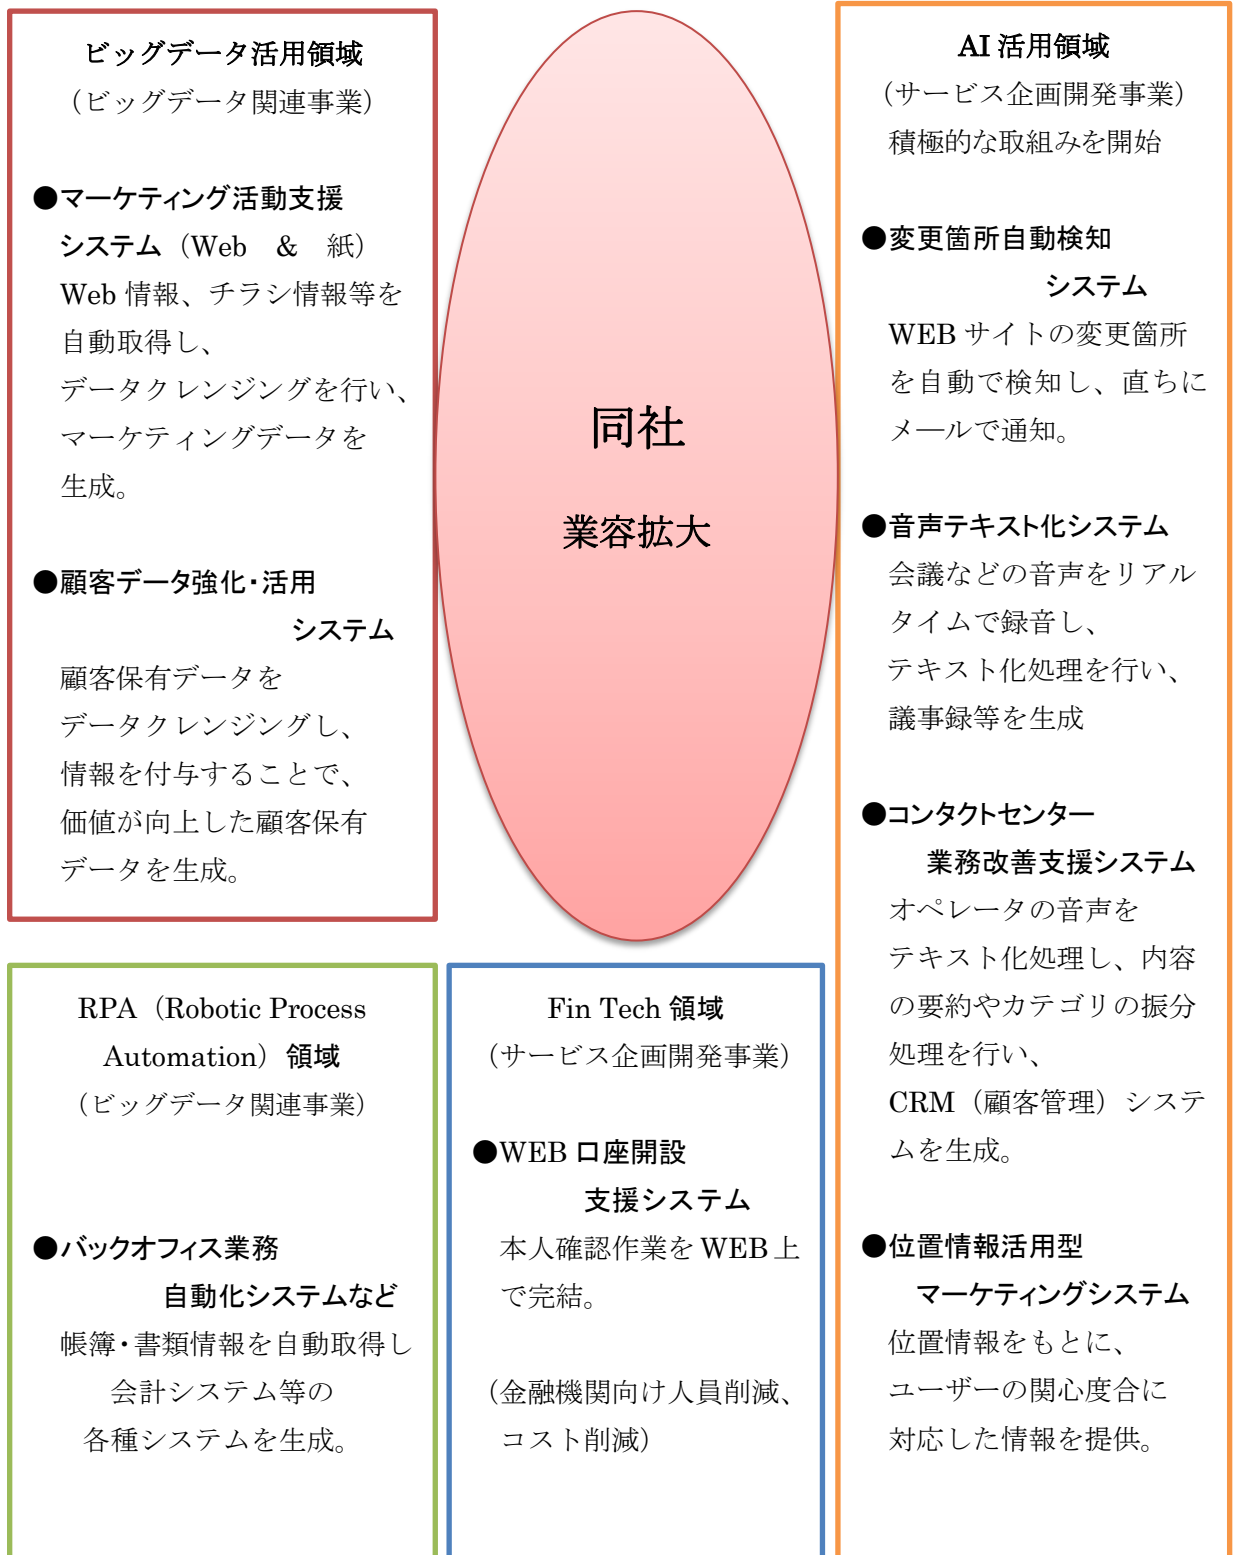 ビッグデータ活用領域
（ビッグデータ関連事業）
●マーケティング活動支援
システム（Web　&　紙）
Web 情報、チラシ情報等を
自動取得し、
データクレンジングを行い、
マーケティングデータを
生成。
●顧客データ強化・活用
システム
顧客保有データを
データクレンジングし、
情報を付与することで、
価値が向上した顧客保有
データを生成。
同社
業容拡大
AI 活用領域
（サービス企画開発事業）
積極的な取組みを開始
●変更箇所自動検知
システム
WEB サイトの変更箇所
を自動で検知し、直ちに
メ―ルで通知。
●音声テキスト化システム
会議などの音声をリアル
タイムで録音し、
テキスト化処理を行い、
議事録等を生成
●コンタクトセンター
業務改善支援システム
オペレータの音声を
テキスト化処理し、内容
の要約やカテゴリの振分
処理を行い、
CRM（顧客管理）システ
ムを生成。
●位置情報活用型
マーケティングシステム
位置情報をもとに、
ユーザーの関心度合に
対応した情報を提供。
RPA（Robotic Process
Automation）領域
（ビッグデータ関連事業）
●バックオフィス業務
自動化システムなど
帳簿・書類情報を自動取得し
会計システム等の
各種システムを生成。
Fin Tech 領域
（サービス企画開発事業）
●WEB 口座開設
支援システム
本人確認作業を WEB 上
で完結。
（金融機関向け人員削減、
コスト削減）